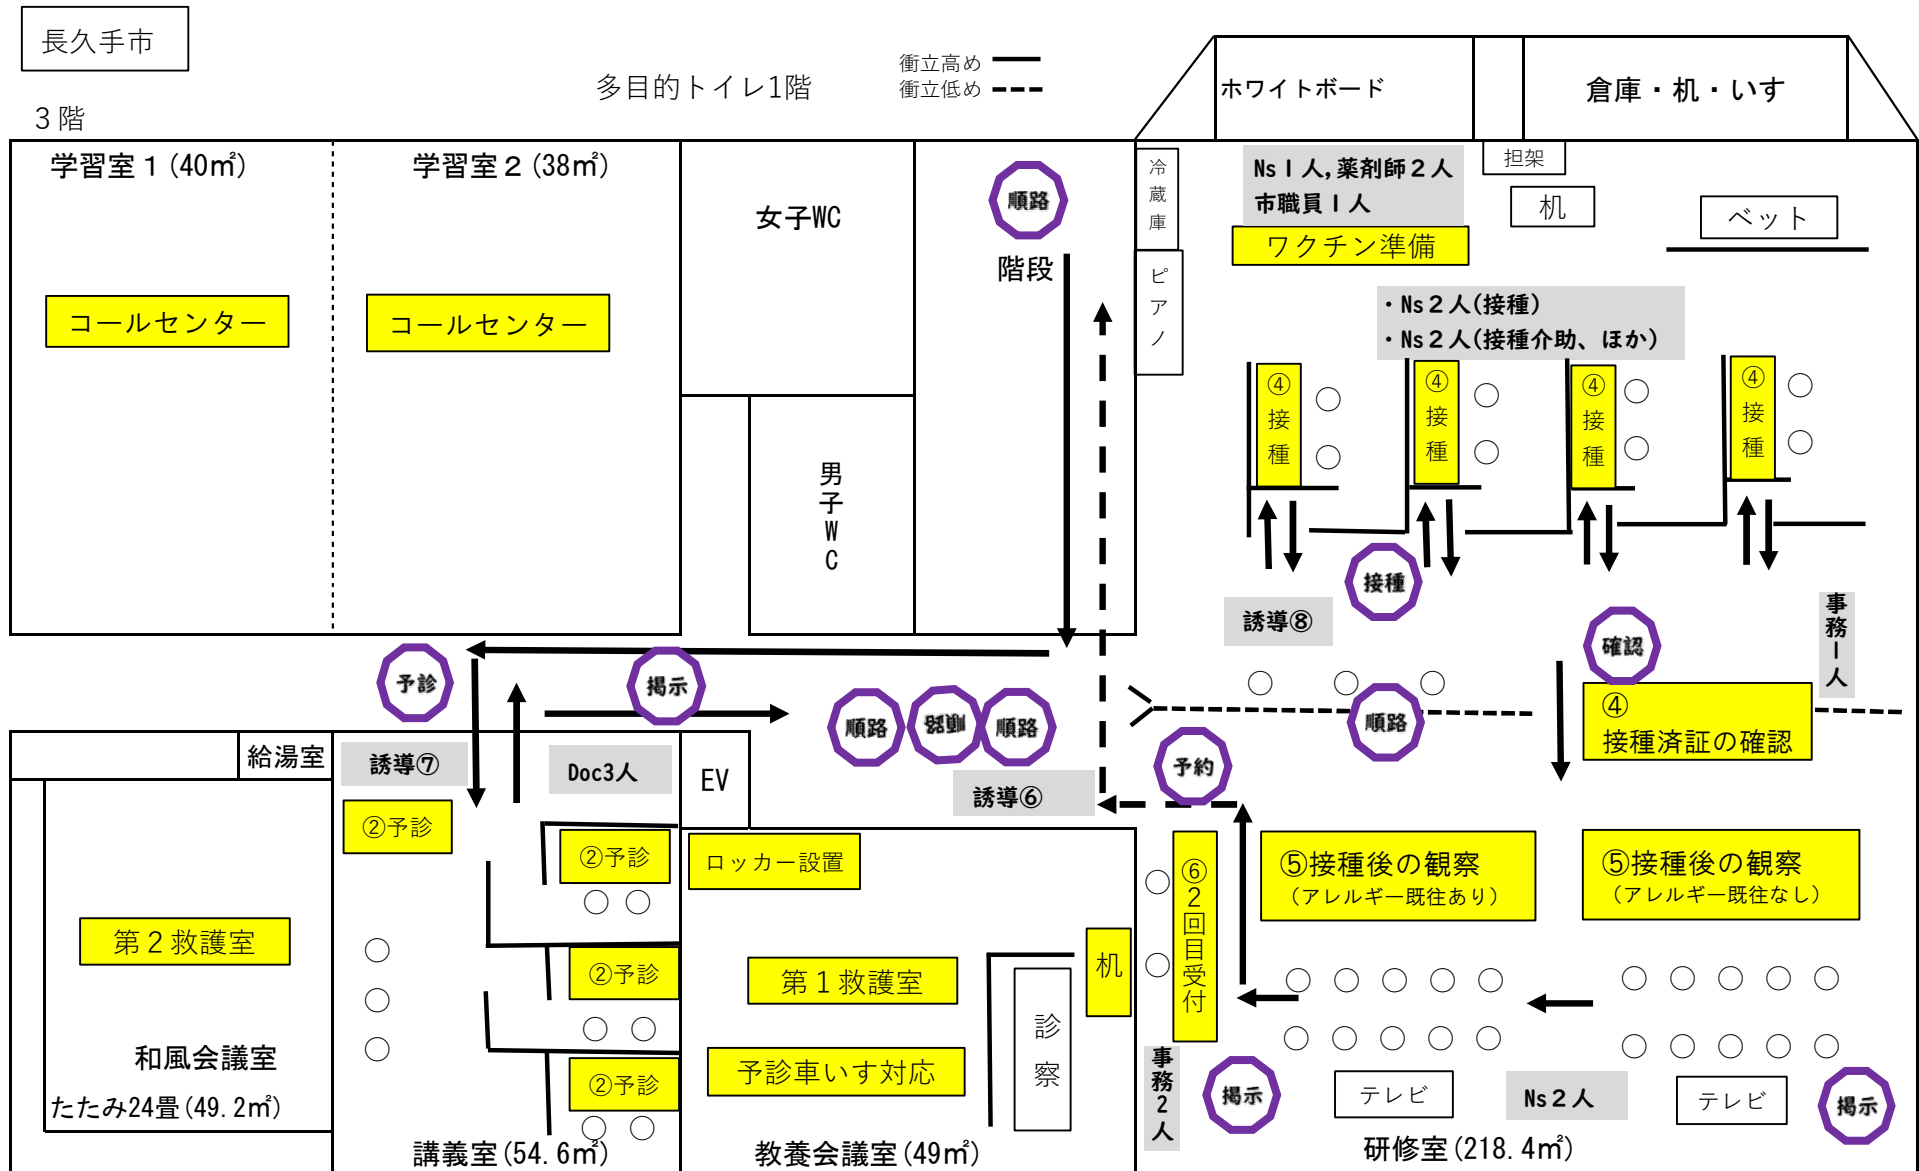 長久手市
3階
多目的トイレ1階
衝立高め
衝立低め
ホワイトボード
倉庫・机・いす
学習室1(40㎡)
学習室2(38㎡)
コールセンター
コールセンター
女子WC
男子WC
順路
階段
冷蔵庫
ピアノ
Ns1人,薬剤師2人
市職員1人
ワクチン準備
担架
机
ベット
・Ns2人(接種)
・Ns2人(接種介助、ほか)
④接種
④接種
④接種
④接種
接種
誘導⑧
確認
事務1人
④
接種済証の確認
順路
予診
掲示
順路
順路
順路
誘導⑥
予約
給湯室
誘導⑦
Doc3人
EV
②予診
②予診
②予診
②予診
ロッカー設置
第2救護室
和風会議室
たたみ24畳(49.2㎡)
講義室(54.6㎡)
第1救護室
予診車いす対応
診察
机
教養会議室(49㎡)
⑥2回目受付
事務2人
⑤接種後の観察
(アレルギー既往あり)
⑤接種後の観察
(アレルギー既往なし)
掲示
テレビ
Ns2人
テレビ
掲示
研修室(218.4㎡)